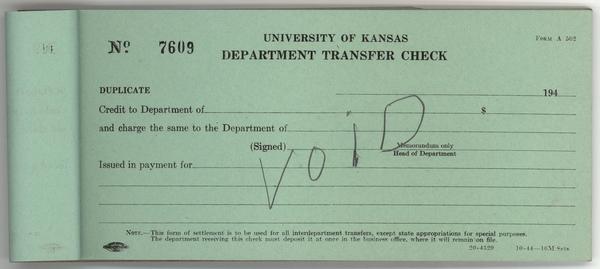 UNIVERSITY OF KANSAS
FORM A 502
Nº 7609
DEPARTMENT TRANSFER CHECK
DUPLICATE
194
Credit to Department of $
and charge the same to the Department of
(Signed) Memorandum only
Head of Department
Issued in payment for
VOID
NOTE.—This form of settlement is to be used for all interdepartment transfers, except state appropriations for special purposes.
The department receiving this check must deposit it at once in the business office, where it will remain on file.
20-4529 10-44—16M Sets